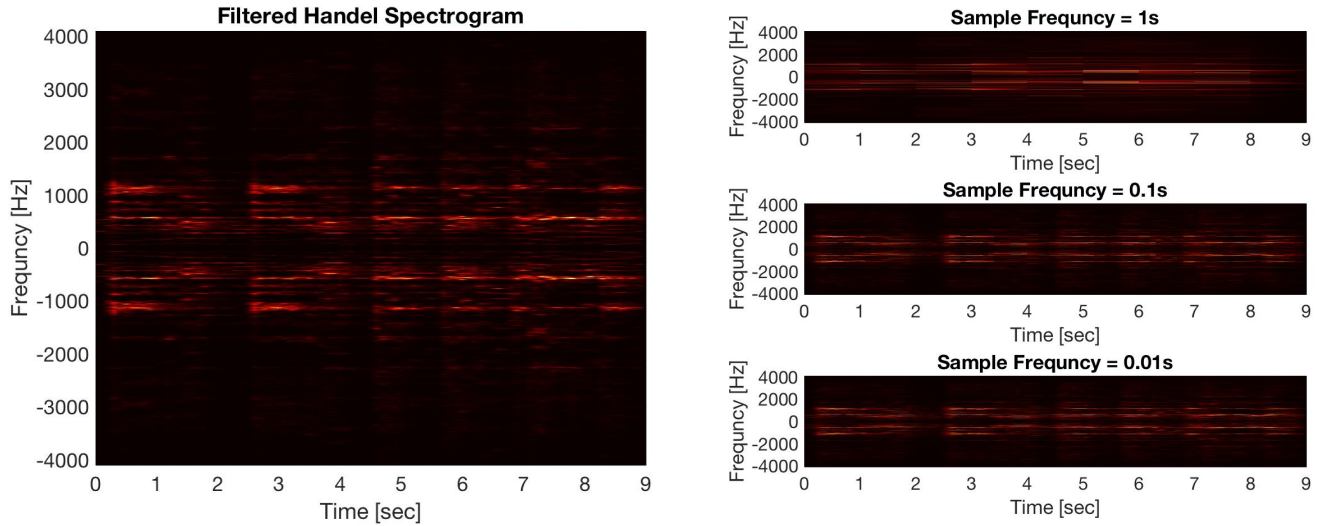 Filtered Handel Spectrogram
4000
3000
2000
1000
0
-1000
-2000
-3000
-4000
Frequncy [Hz]
0 1 2 3 4 5 6 7 8 9
Time [sec]
Sample Frequncy = 1s
4000
2000
0
-2000
-4000
Frequncy [Hz]
0 1 2 3 4 5 6 7 8 9
Time [sec]
Sample Frequncy = 0.1s
4000
2000
0
-2000
-4000
Frequncy [Hz]
0 1 2 3 4 5 6 7 8 9
Time [sec]
Sample Frequncy = 0.01s
4000
2000
0
-2000
-4000
Frequncy [Hz]
0 1 2 3 4 5 6 7 8 9
Time [sec]